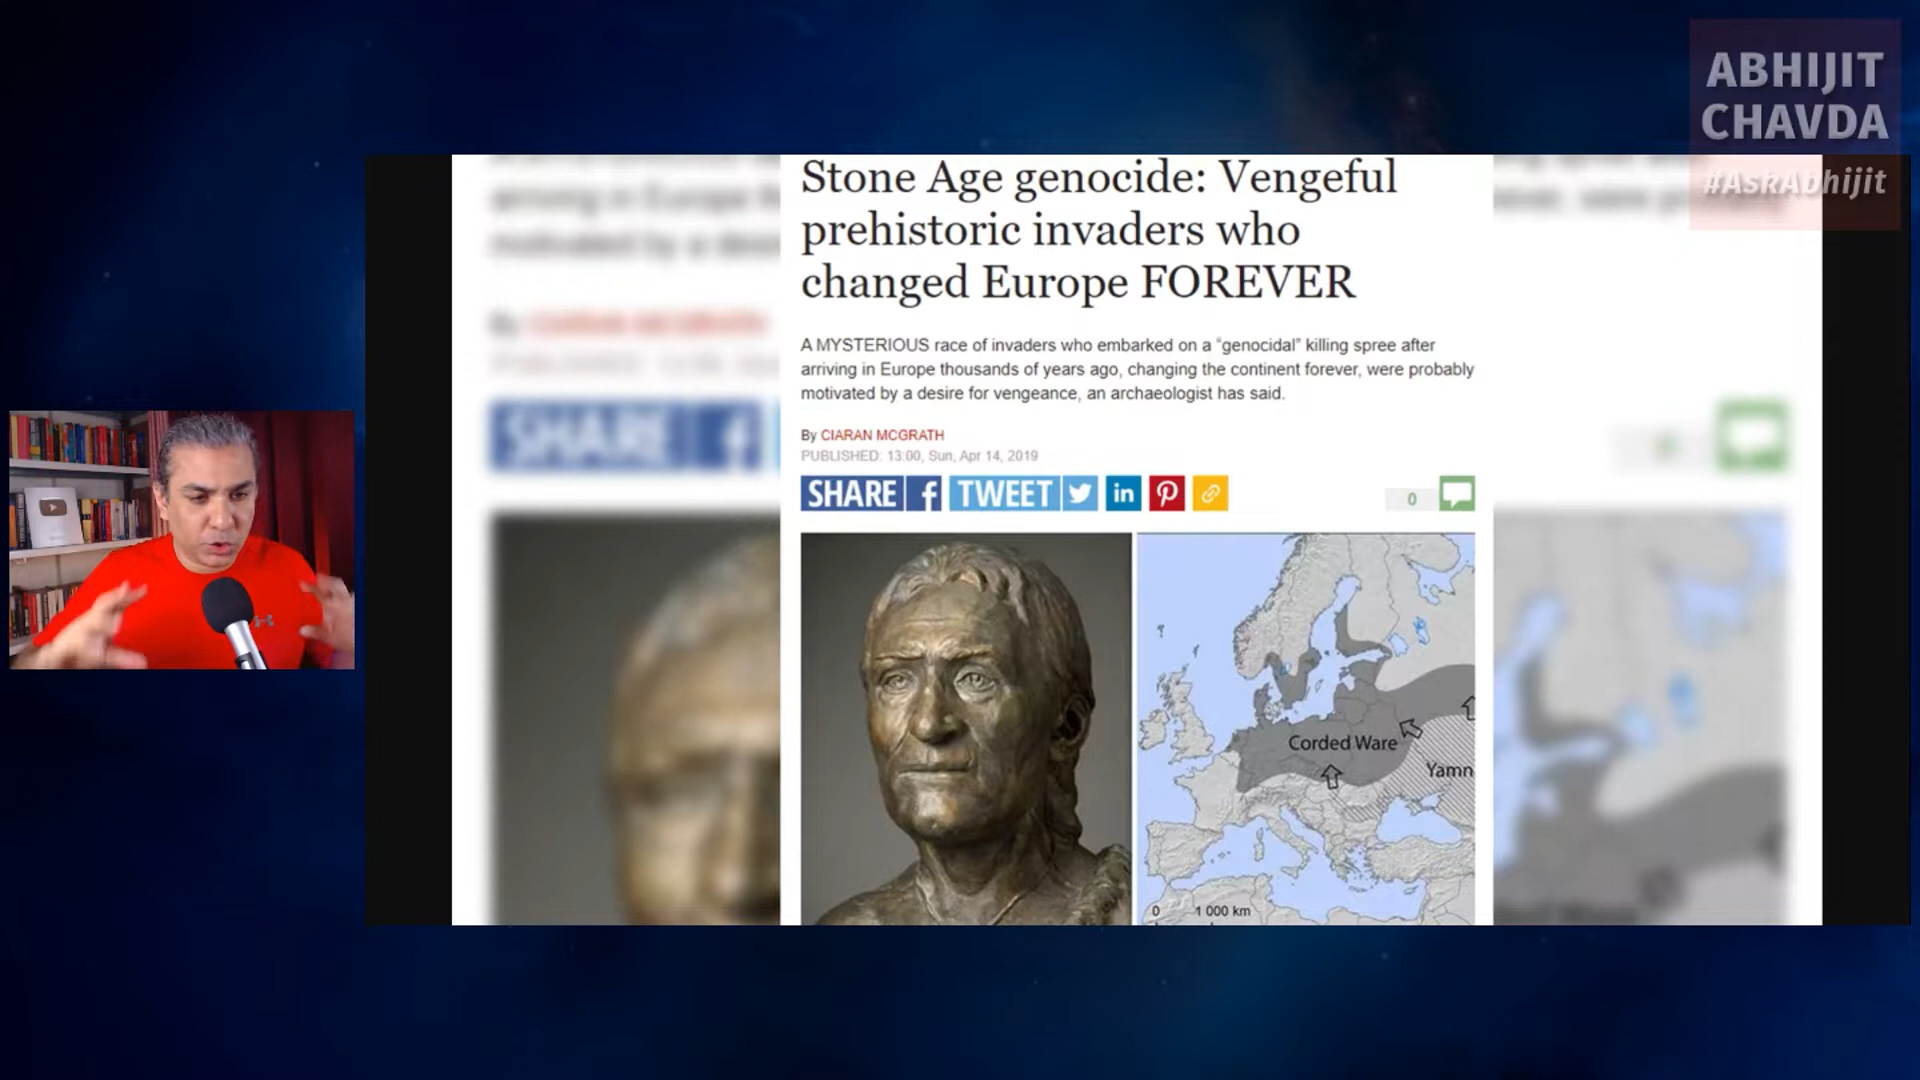 ABHIJIT
CHAVDA
#AskAbhijit
Stone Age genocide: Vengeful
prehistoric invaders who
changed Europe FOREVER
A MYSTERIOUS race of invaders who embarked on a “genocidal” killing spree after
arriving in Europe thousands of years ago, changing the continent forever, were probably
motivated by a desire for vengeance, an archaeologist has said.
By CIARAN MCGRATH
PUBLISHED: 13:00, Sun, Apr 14, 2019
SHARE f TWEET in
0
Corded Ware
Yamn
0 1 000 km
SHARE f